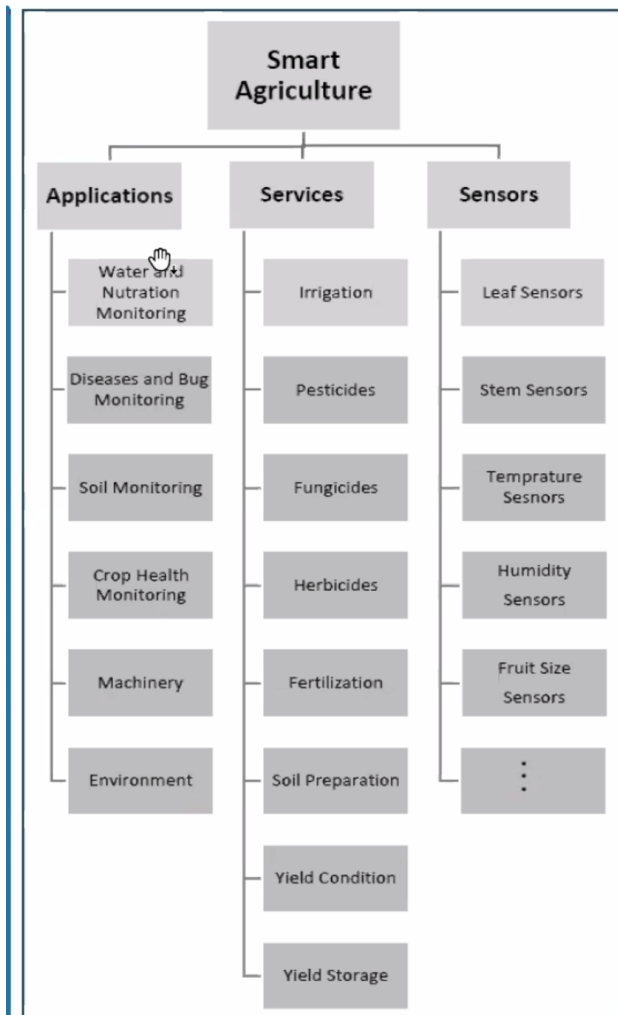 Smart
Agriculture
Applications
Services
Sensors
Water and
Nutration
Monitoring
Diseases and Bug
Monitoring
Soil Monitoring
Crop Health
Monitoring
Machinery
Environment
Irrigation
Pesticides
Fungicides
Herbicides
Fertilization
Soil Preparation
Yield Condition
Yield Storage
Leaf Sensors
Stem Sensors
Temprature
Sesnors
Humidity
Sensors
Fruit Size
Sensors
⋮